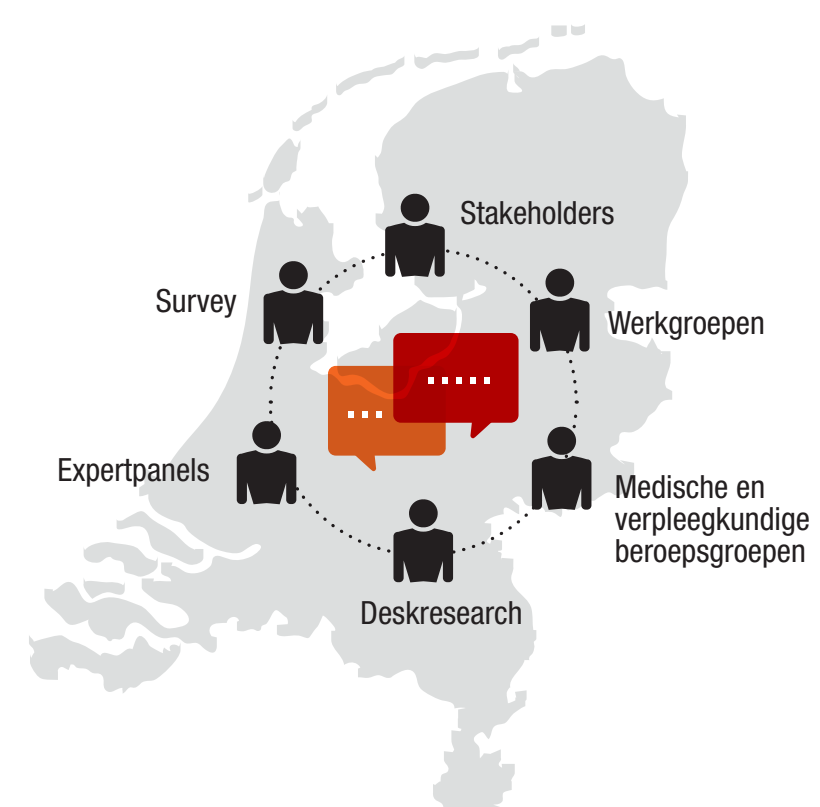 Stakeholders
Survey
Werkgroepen
Expertpanels
Medische en
verpleegkundige
beroepsgroepen
Deskresearch